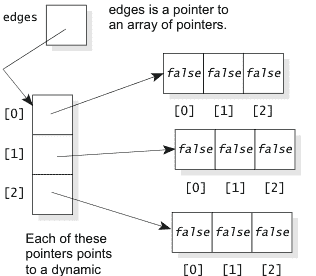 edges
edges is a pointer to
an array of pointers.
false false false
[0] [1] [2]
[0]
[1]
[2]
false false false
[0] [1] [2]
false false false
[0] [1] [2]
Each of these
pointers points
to a dynamic